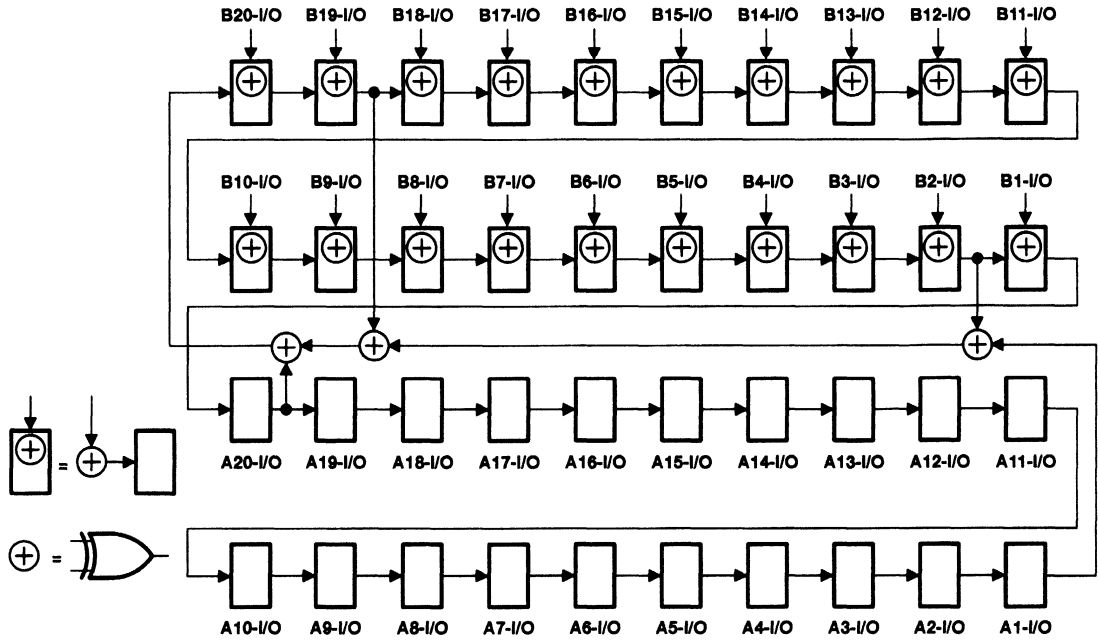 B20-I/O B19-I/O B18-I/O B17-I/O B16-I/O B15-I/O B14-I/O B13-I/O B12-I/O B11-I/O
B10-I/O B9-I/O B8-I/O B7-I/O B6-I/O B5-I/O B4-I/O B3-I/O B2-I/O B1-I/O
A20-I/O A19-I/O A18-I/O A17-I/O A16-I/O A15-I/O A14-I/O A13-I/O A12-I/O A11-I/O
=
=
A10-I/O A9-I/O A8-I/O A7-I/O A6-I/O A5-I/O A4-I/O A3-I/O A2-I/O A1-I/O